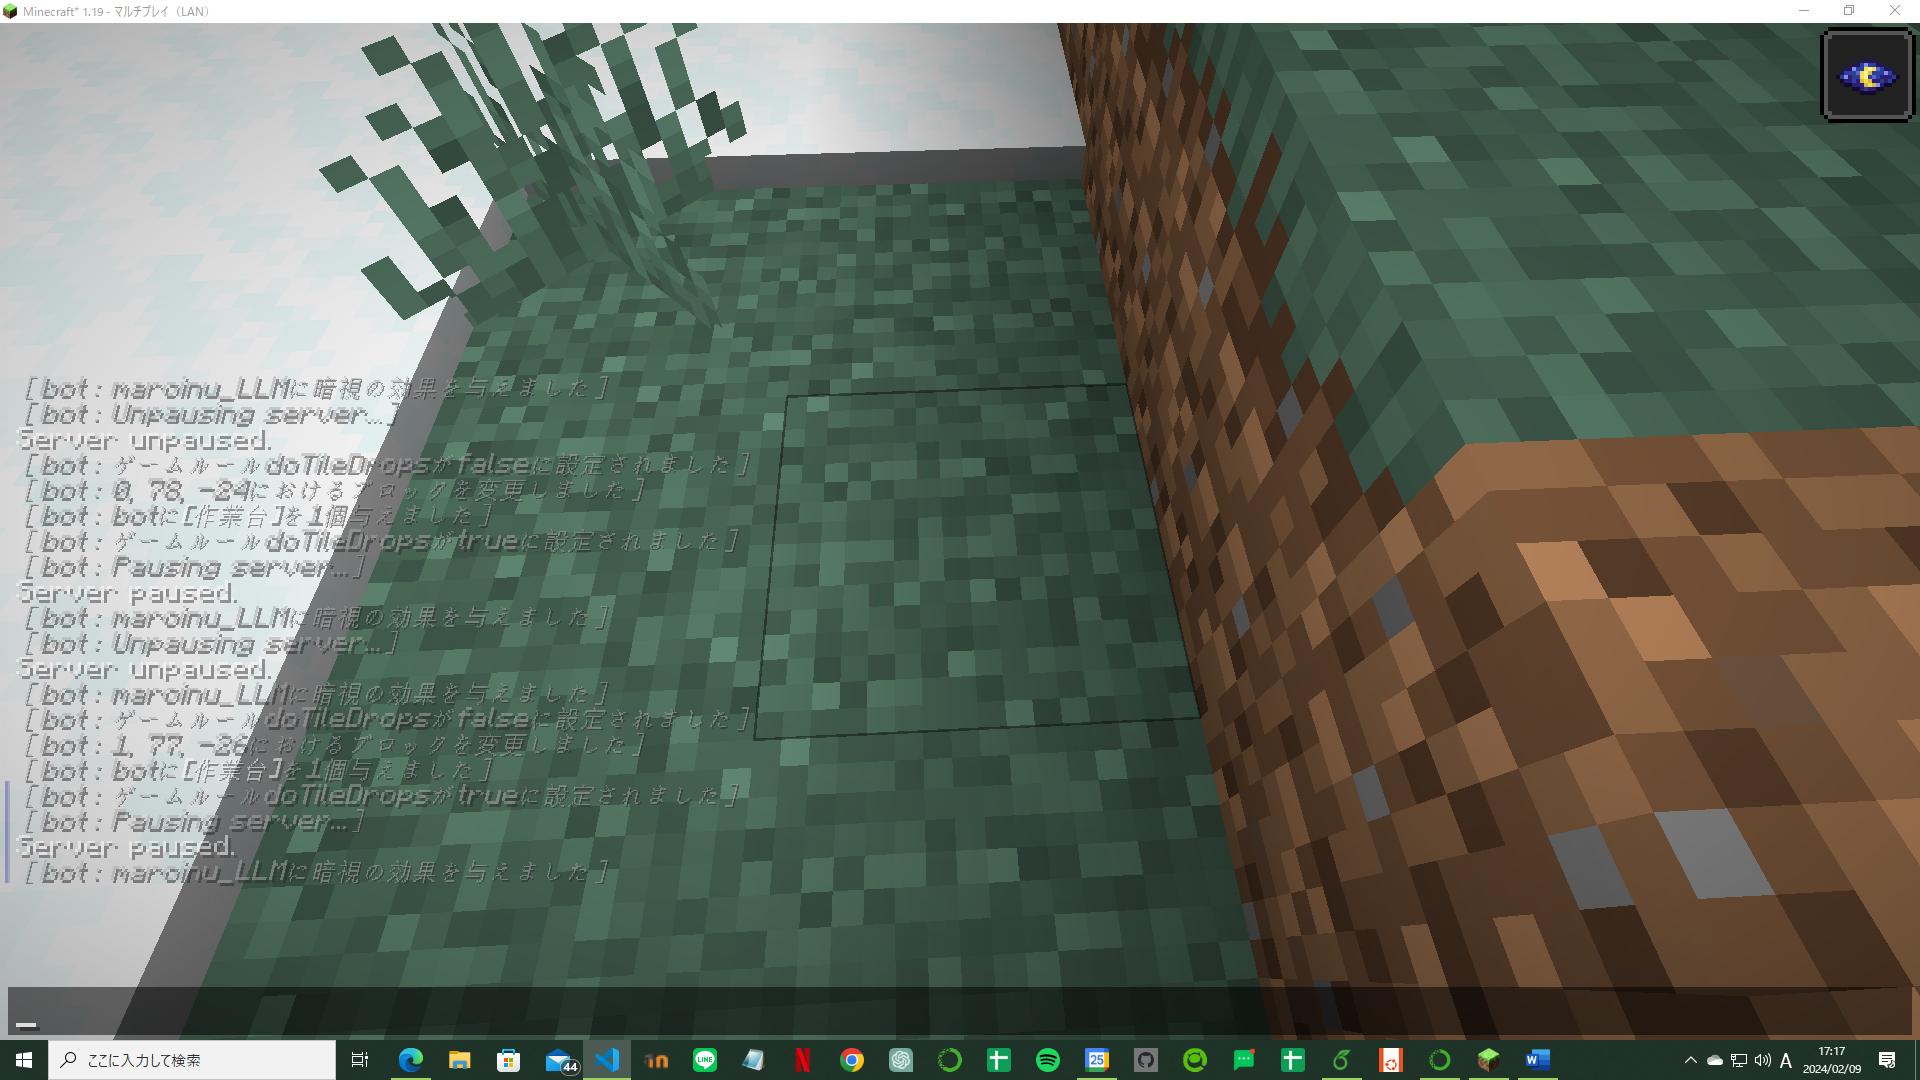 Minecraft* 1.19 - マルチプレイ（LAN）
[bot: maroinu_LLMに暗視の効果を与えました]
[bot: Unpausing server…]
Server unpaused.
[bot: ゲームルールdoTileDropsがfalseに設定されました]
[bot: 0, 78, -24におけるブロックを変更しました]
[bot: botに[作業台]を1個与えました]
[bot: ゲームルールdoTileDropsがtrueに設定されました]
[bot: Pausing server…]
Server paused.
[bot: maroinu_LLMに暗視の効果を与えました]
[bot: Unpausing server…]
Server unpaused.
[bot: maroinu_LLMに暗視の効果を与えました]
[bot: ゲームルールdoTileDropsがfalseに設定されました]
[bot: 1, 77, -26におけるブロックを変更しました]
[bot: botに[作業台]を1個与えました]
[bot: ゲームルールdoTileDropsがtrueに設定されました]
[bot: Pausing server…]
Server paused.
[bot: maroinu_LLMに暗視の効果を与えました]
ここに入力して検索
44
LINE
25
A
17:17
2024/02/09